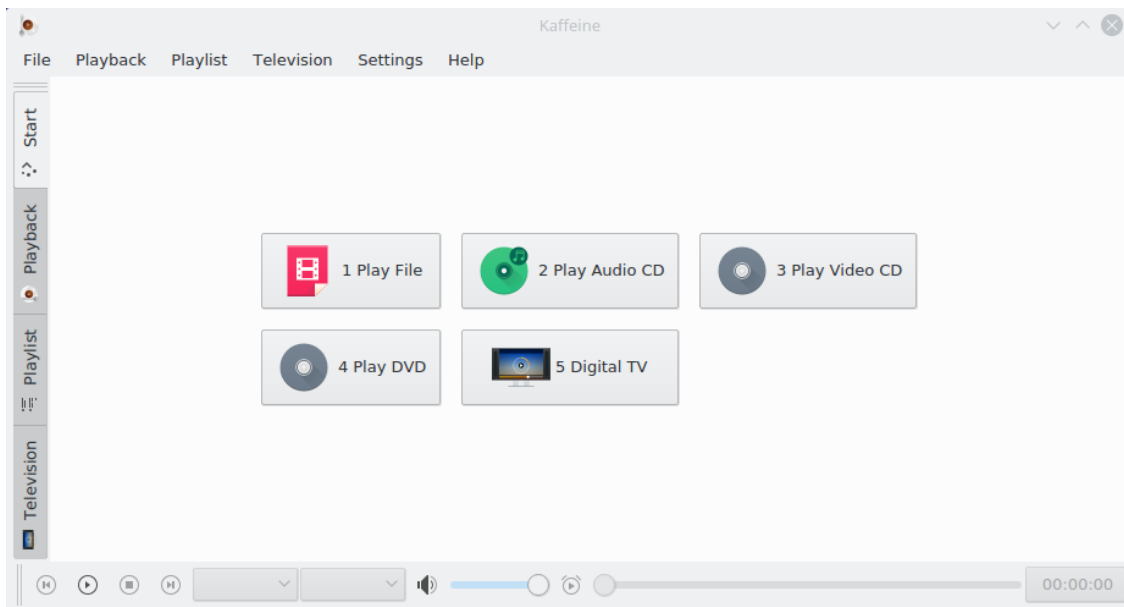 Kaffeine
File Playback Playlist Television Settings Help
Start
Playback
Playlist
Television
1 Play File
2 Play Audio CD
3 Play Video CD
4 Play DVD
5 Digital TV
00:00:00